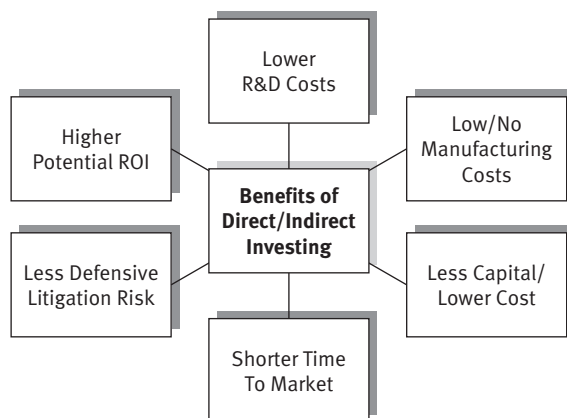 Lower
R&D Costs
Higher
Potential ROI
Low/No
Manufacturing
Costs
Benefits of
Direct/Indirect
Investing
Less Defensive
Litigation Risk
Less Capital/
Lower Cost
Shorter Time
To Market